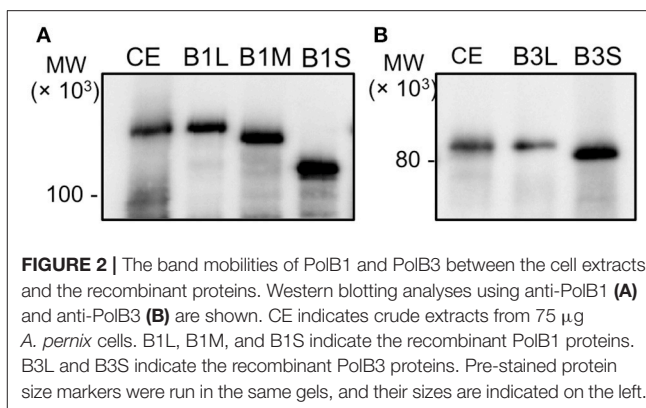 A
B
MW
(× 10³)
CE B1L B1M B1S
MW
(× 10³)
CE B3L B3S
100 -
80 -
FIGURE 2 | The band mobilities of PolB1 and PolB3 between the cell extracts
and the recombinant proteins. Western blotting analyses using anti-PolB1 (A)
and anti-PolB3 (B) are shown. CE indicates crude extracts from 75 μg
A. pernix cells. B1L, B1M, and B1S indicate the recombinant PolB1 proteins.
B3L and B3S indicate the recombinant PolB3 proteins. Pre-stained protein
size markers were run in the same gels, and their sizes are indicated on the left.